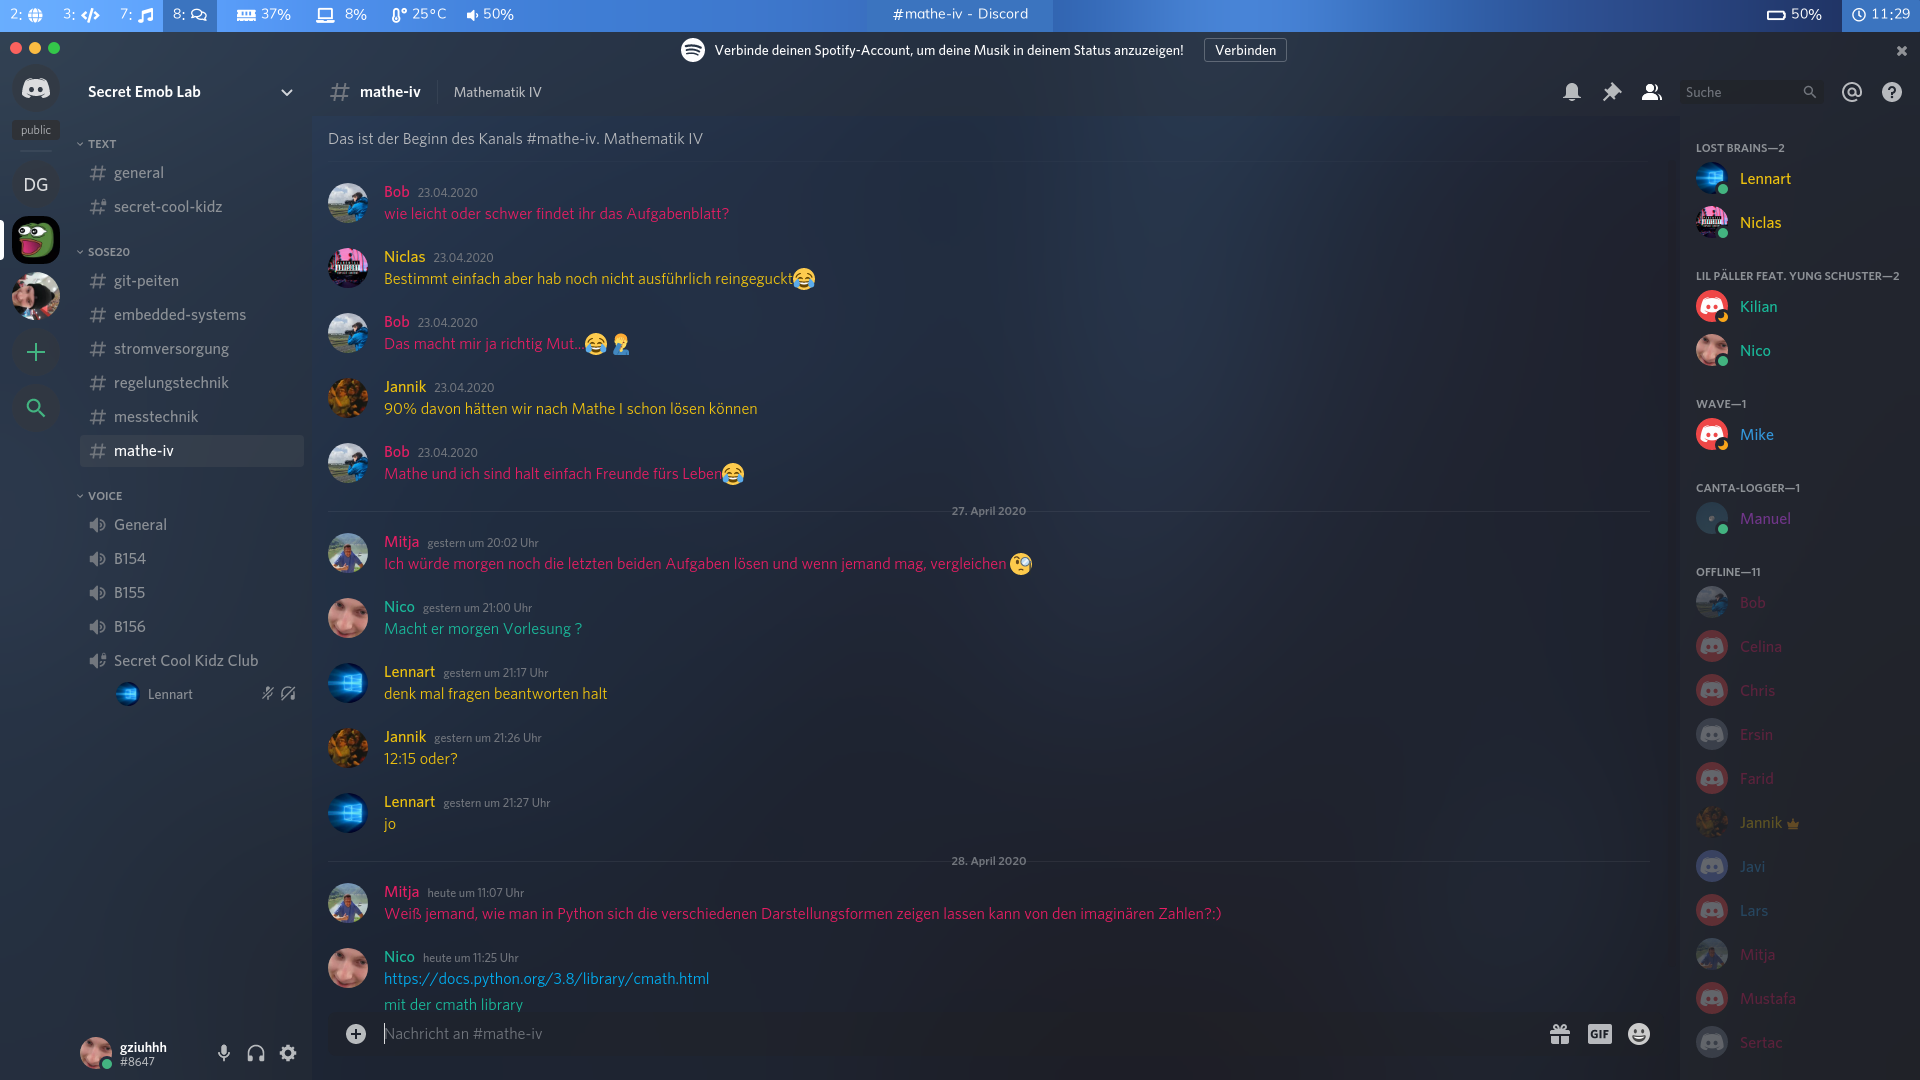 2:
3:
7:
8:
37%
8%
25°C
50%
#mathe-iv - Discord
50%
11:29
Verbinde deinen Spotify-Account, um deine Musik in deinem Status anzuzeigen!
Verbinden
Secret Emob Lab
mathe-iv
Mathematik IV
Suche
public
DG
TEXT
general
secret-cool-kidz
SOSE20
git-peiten
embedded-systems
stromversorgung
regelungstechnik
messtechnik
mathe-iv
VOICE
General
B154
B155
B156
Secret Cool Kidz Club
Lennart
gziuhhh
#8647
Das ist der Beginn des Kanals #mathe-iv. Mathematik IV
Bob 23.04.2020
wie leicht oder schwer findet ihr das Aufgabenblatt?
Niclas 23.04.2020
Bestimmt einfach aber hab noch nicht ausführlich reingeguckt😂
Bob 23.04.2020
Das macht mir ja richtig Mut...😂 🤦‍♂️
Jannik 23.04.2020
90% davon hätten wir nach Mathe I schon lösen können
Bob 23.04.2020
Mathe und ich sind halt einfach Freunde fürs Leben😂
27. April 2020
Mitja gestern um 20:02 Uhr
Ich würde morgen noch die letzten beiden Aufgaben lösen und wenn jemand mag, vergleichen 🧐
Nico gestern um 21:00 Uhr
Macht er morgen Vorlesung ?
Lennart gestern um 21:17 Uhr
denk mal fragen beantworten halt
Jannik gestern um 21:26 Uhr
12:15 oder?
Lennart gestern um 21:27 Uhr
jo
28. April 2020
Mitja heute um 11:07 Uhr
Weiß jemand, wie man in Python sich die verschiedenen Darstellungsformen zeigen lassen kann von den imaginären Zahlen?:)
Nico heute um 11:25 Uhr
https://docs.python.org/3.8/library/cmath.html
mit der cmath library
Nachricht an #mathe-iv
GIF
LOST BRAINS—2
Lennart
Niclas
LIL PÄLLER FEAT. YUNG SCHUSTER—2
Kilian
Nico
WAVE—1
Mike
CANTA-LOGGER—1
Manuel
OFFLINE—11
Bob
Celina
Chris
Ersin
Farid
Jannik
Javi
Lars
Mitja
Mustafa
Sertac